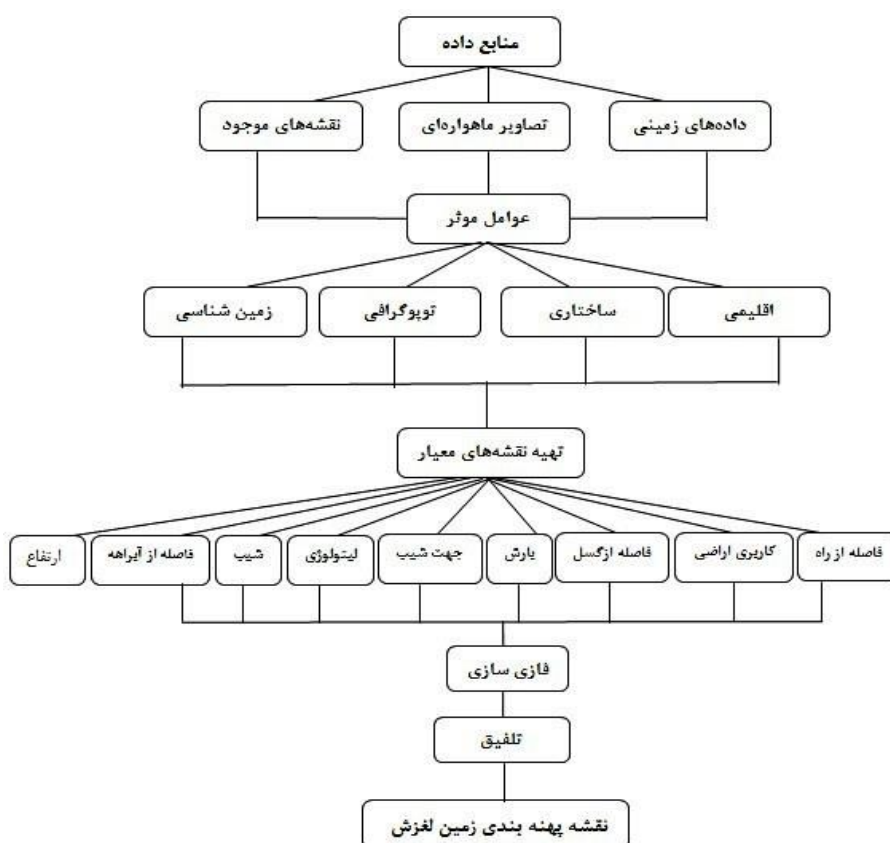 منابع داده
داده‌های زمینی
تصاویر ماهواره‌ای
نقشه‌های موجود
عوامل موثر
اقلیمی
ساختاری
توپوگرافی
زمین شناسی
تهیه نقشه‌های معیار
فاصله از راه
کاربری اراضی
فاصله ازگسل
بارش
جهت شیب
لیتولوژی
شیب
فاصله از آبراهه
ارتفاع
فازی سازی
تلفیق
نقشه پهنه بندی زمین لغزش